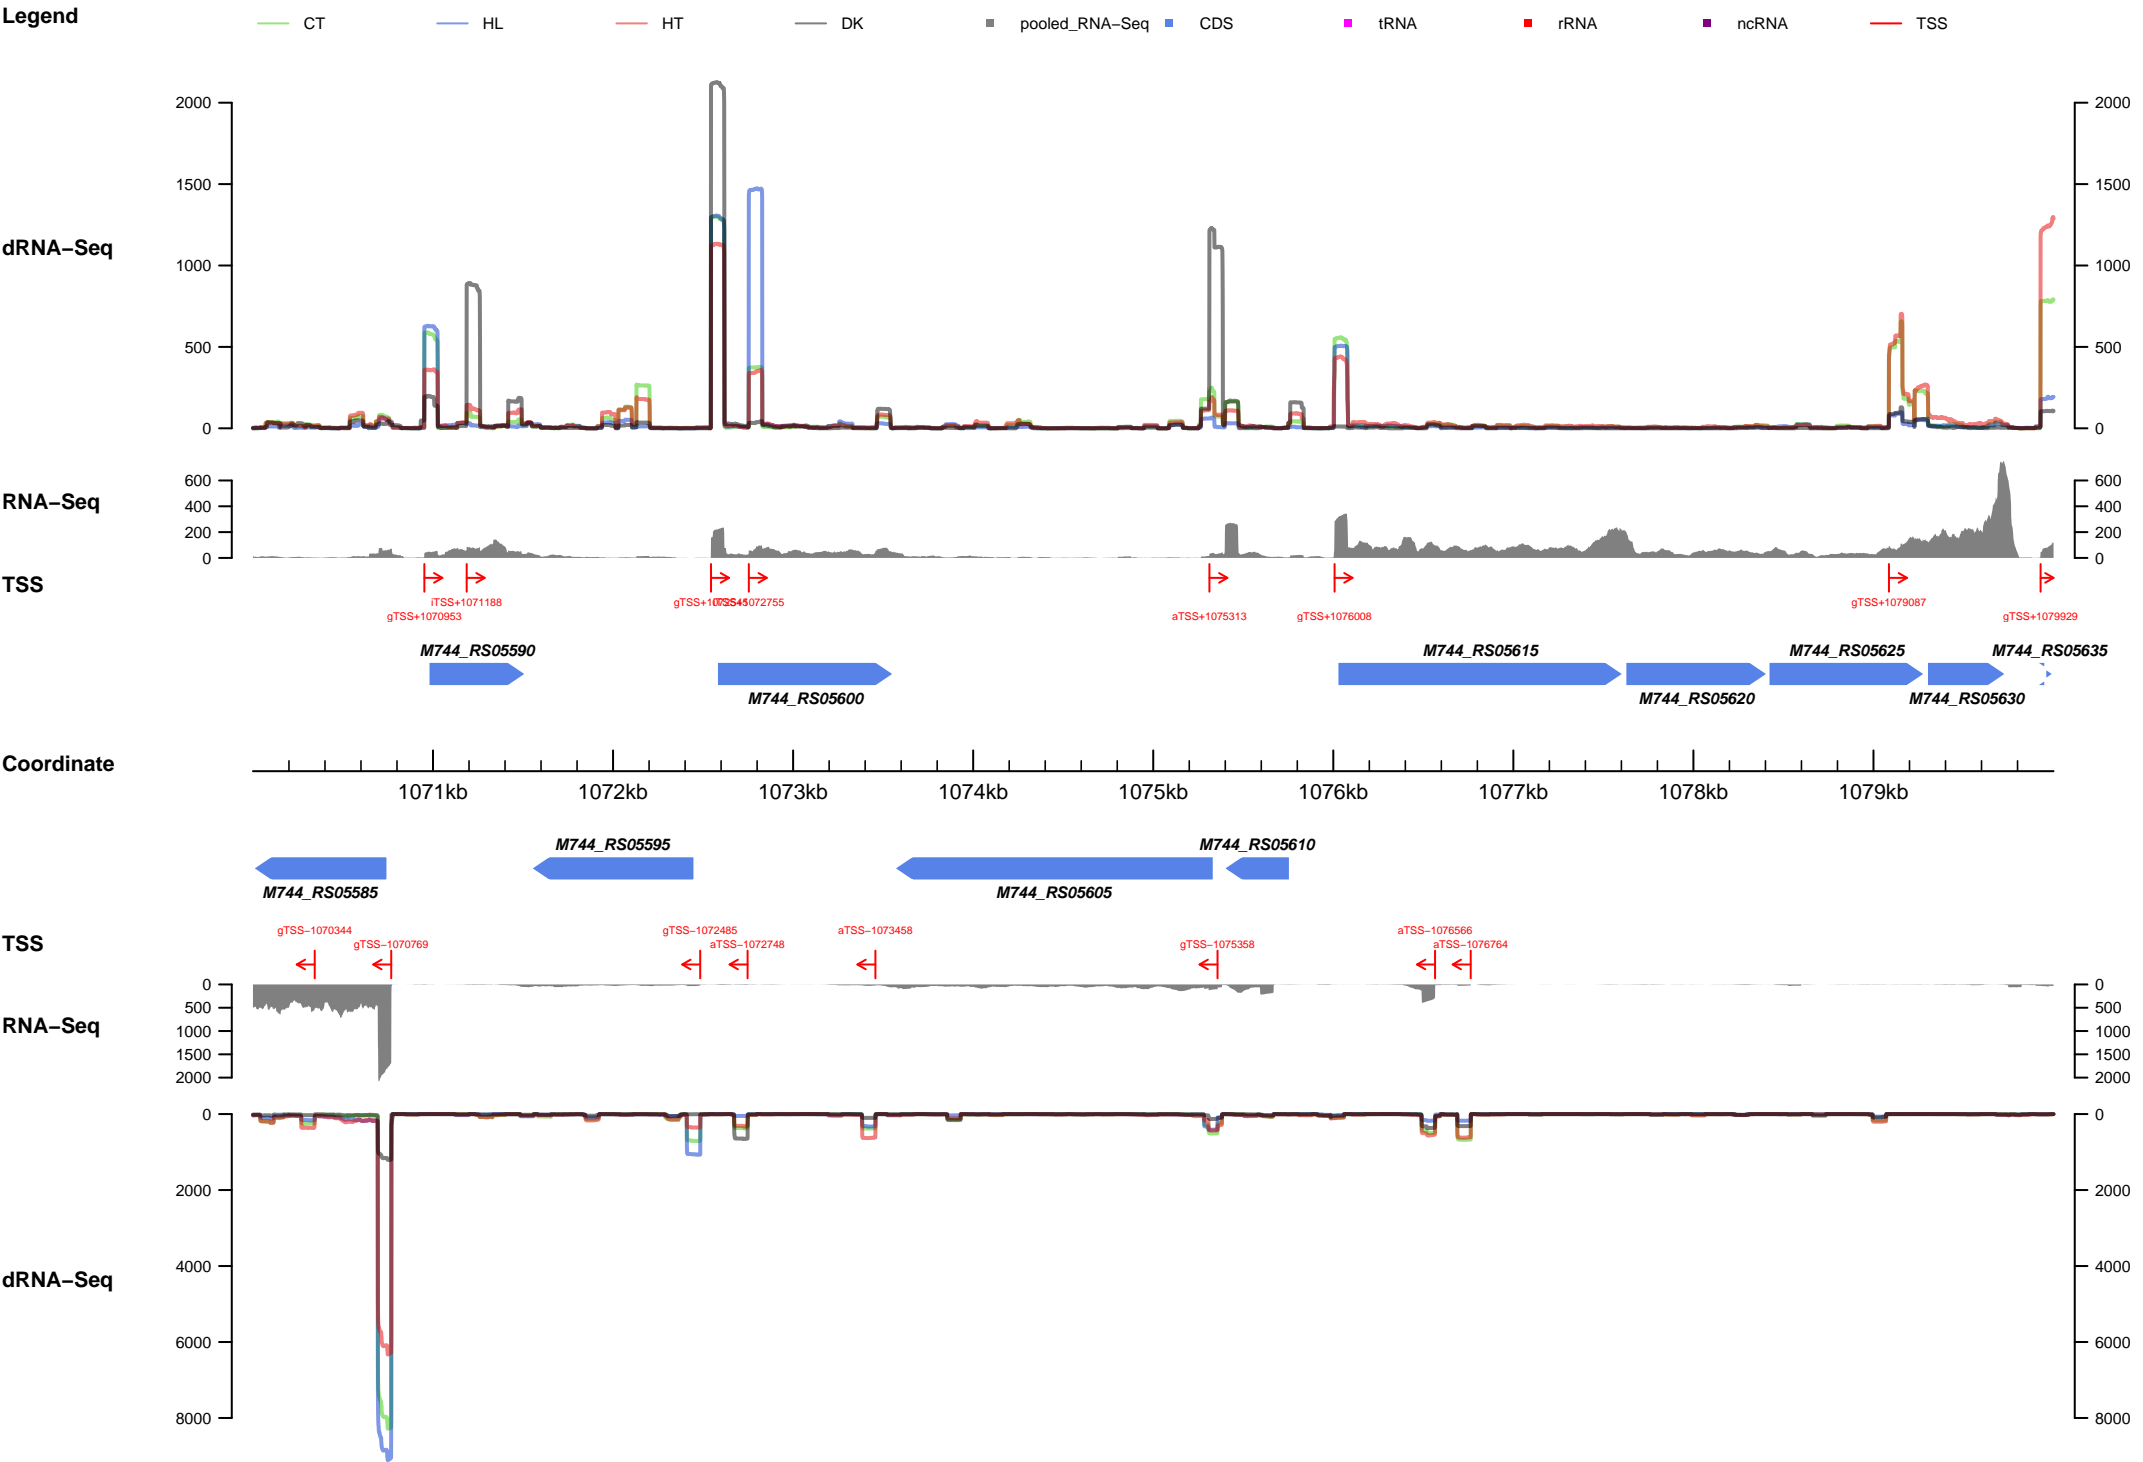 Legend CT HL HT DK pooled_RNA−Seq CDS tRNA rRNA ncRNA TSS
2000 2000
1500 1500
dRNA−Seq
1000 1000
500 500
0 0
600 600
RNA−Seq
400 400
200 200
0 0
TSS
iTSS+1071188 gTSS+1072545 iTSS+1072755 gTSS+1079087
gTSS+1070953 aTSS+1075313 gTSS+1076008 gTSS+1079929
M744_RS05590 M744_RS05615 M744_RS05625 M744_RS05635
M744_RS05600 M744_RS05620 M744_RS05630
Coordinate
1071kb 1072kb 1073kb 1074kb 1075kb 1076kb 1077kb 1078kb 1079kb
M744_RS05595 M744_RS05610
M744_RS05585 M744_RS05605
gTSS−1070344 gTSS−1072485 aTSS−1073458 aTSS−1076566
TSS gTSS−1070769 aTSS−1072748 gTSS−1075358 aTSS−1076764
0 0
500 500
RNA−Seq
1000 1000
1500 1500
2000 2000
0 0
2000 2000
4000 4000
dRNA−Seq
6000 6000
8000 8000